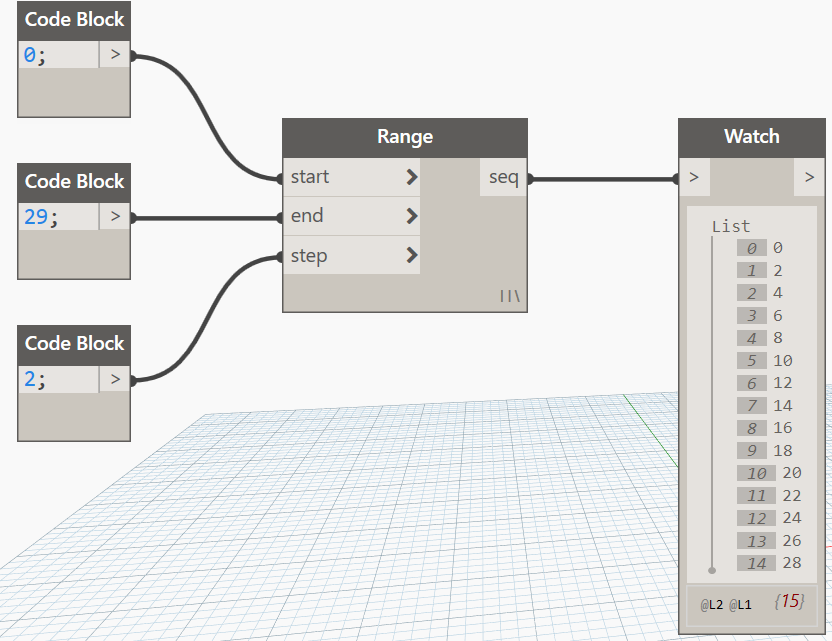 Code Block
0; >
Code Block
29; >
Code Block
2; >
Range
start > seq
end >
step >
||\
Watch
> >
List
0 0
1 2
2 4
3 6
4 8
5 10
6 12
7 14
8 16
9 18
10 20
11 22
12 24
13 26
14 28
@L2 @L1 {15}